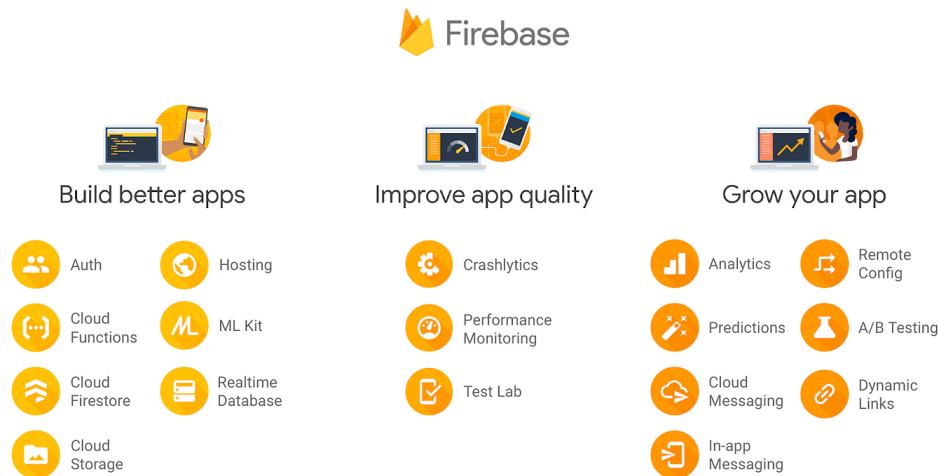 Firebase
Build better apps
Auth
Hosting
Cloud
Functions
ML Kit
Cloud
Firestore
Realtime
Database
Cloud
Storage
Improve app quality
Crashlytics
Performance
Monitoring
Test Lab
Grow your app
Analytics
Remote
Config
Predictions
A/B Testing
Cloud
Messaging
Dynamic
Links
In-app
Messaging